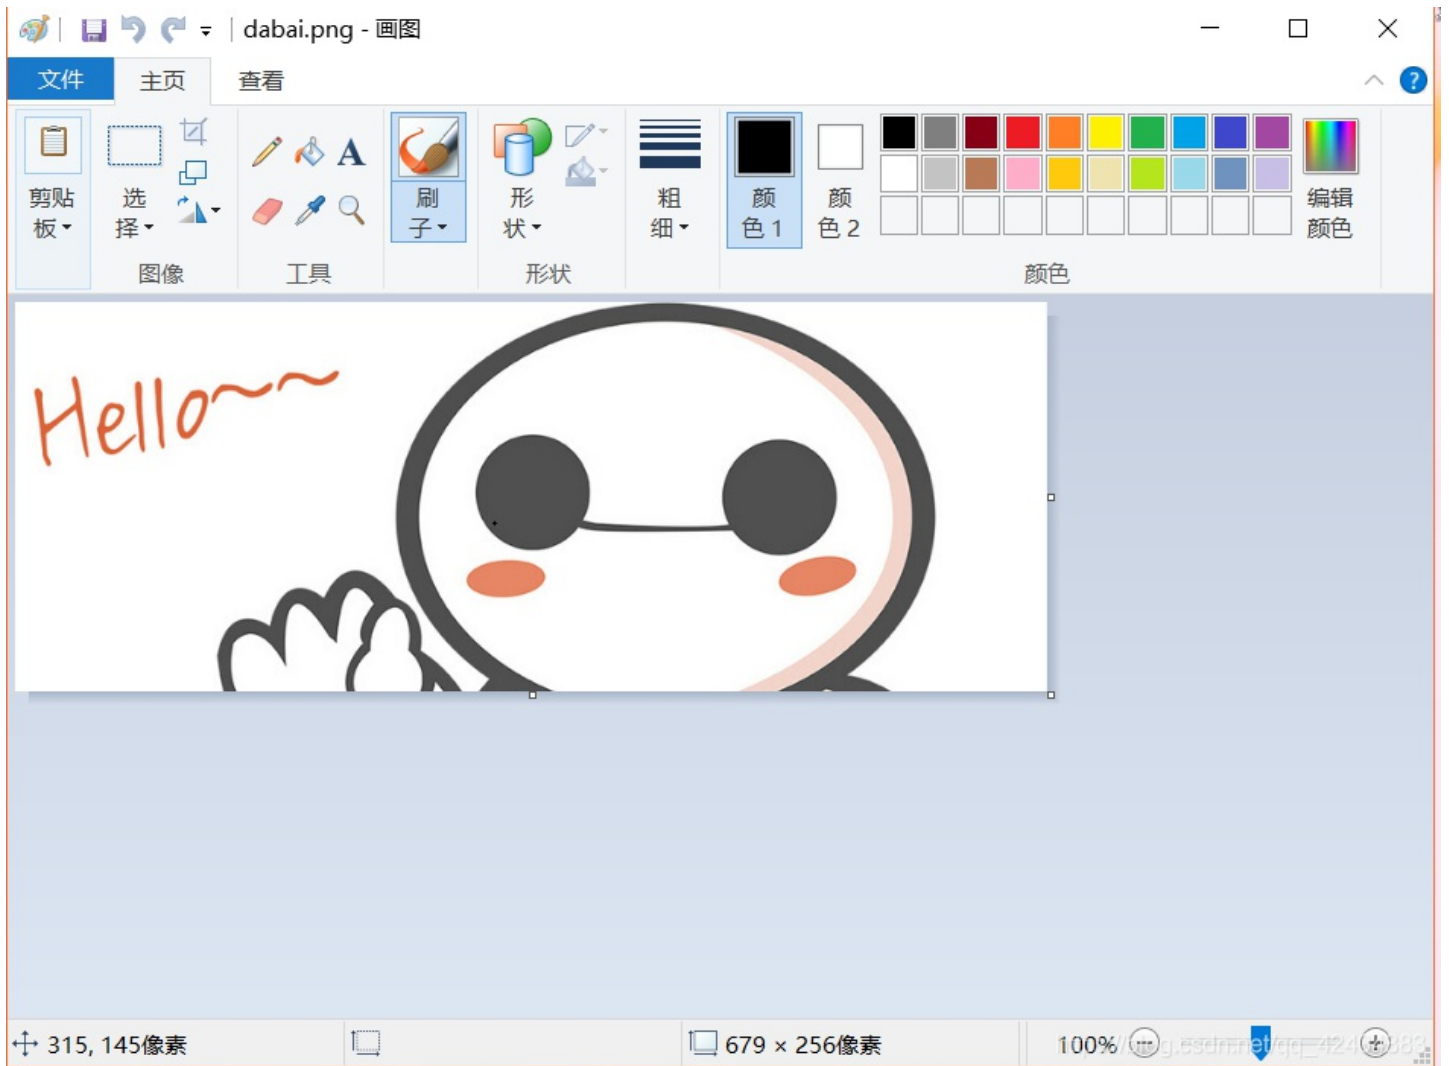 dabai.png - 画图
文件 主页 查看
剪贴板 选择 A 刷子 形状 粗细 颜色 1 颜色 2 编辑颜色
图像 工具 形状 颜色
Hello~~
315, 145像素 679 × 256像素 100%